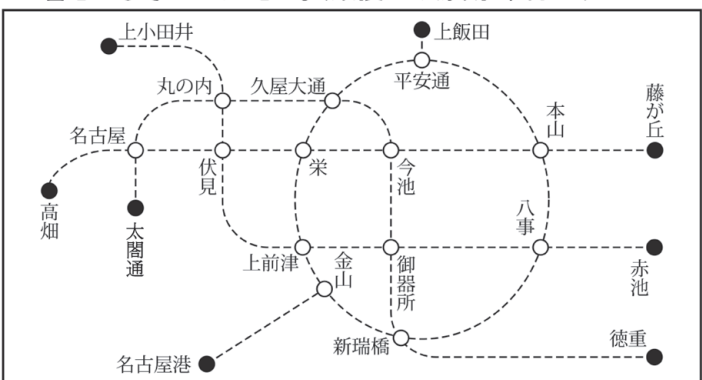 上小田井
上飯田
丸の内
久屋大通
平安通
藤が丘
本山
名古屋
伏見
栄
今池
高畑
太閤通
八事
上前津
金山
御器所
赤池
新瑞橋
徳重
名古屋港